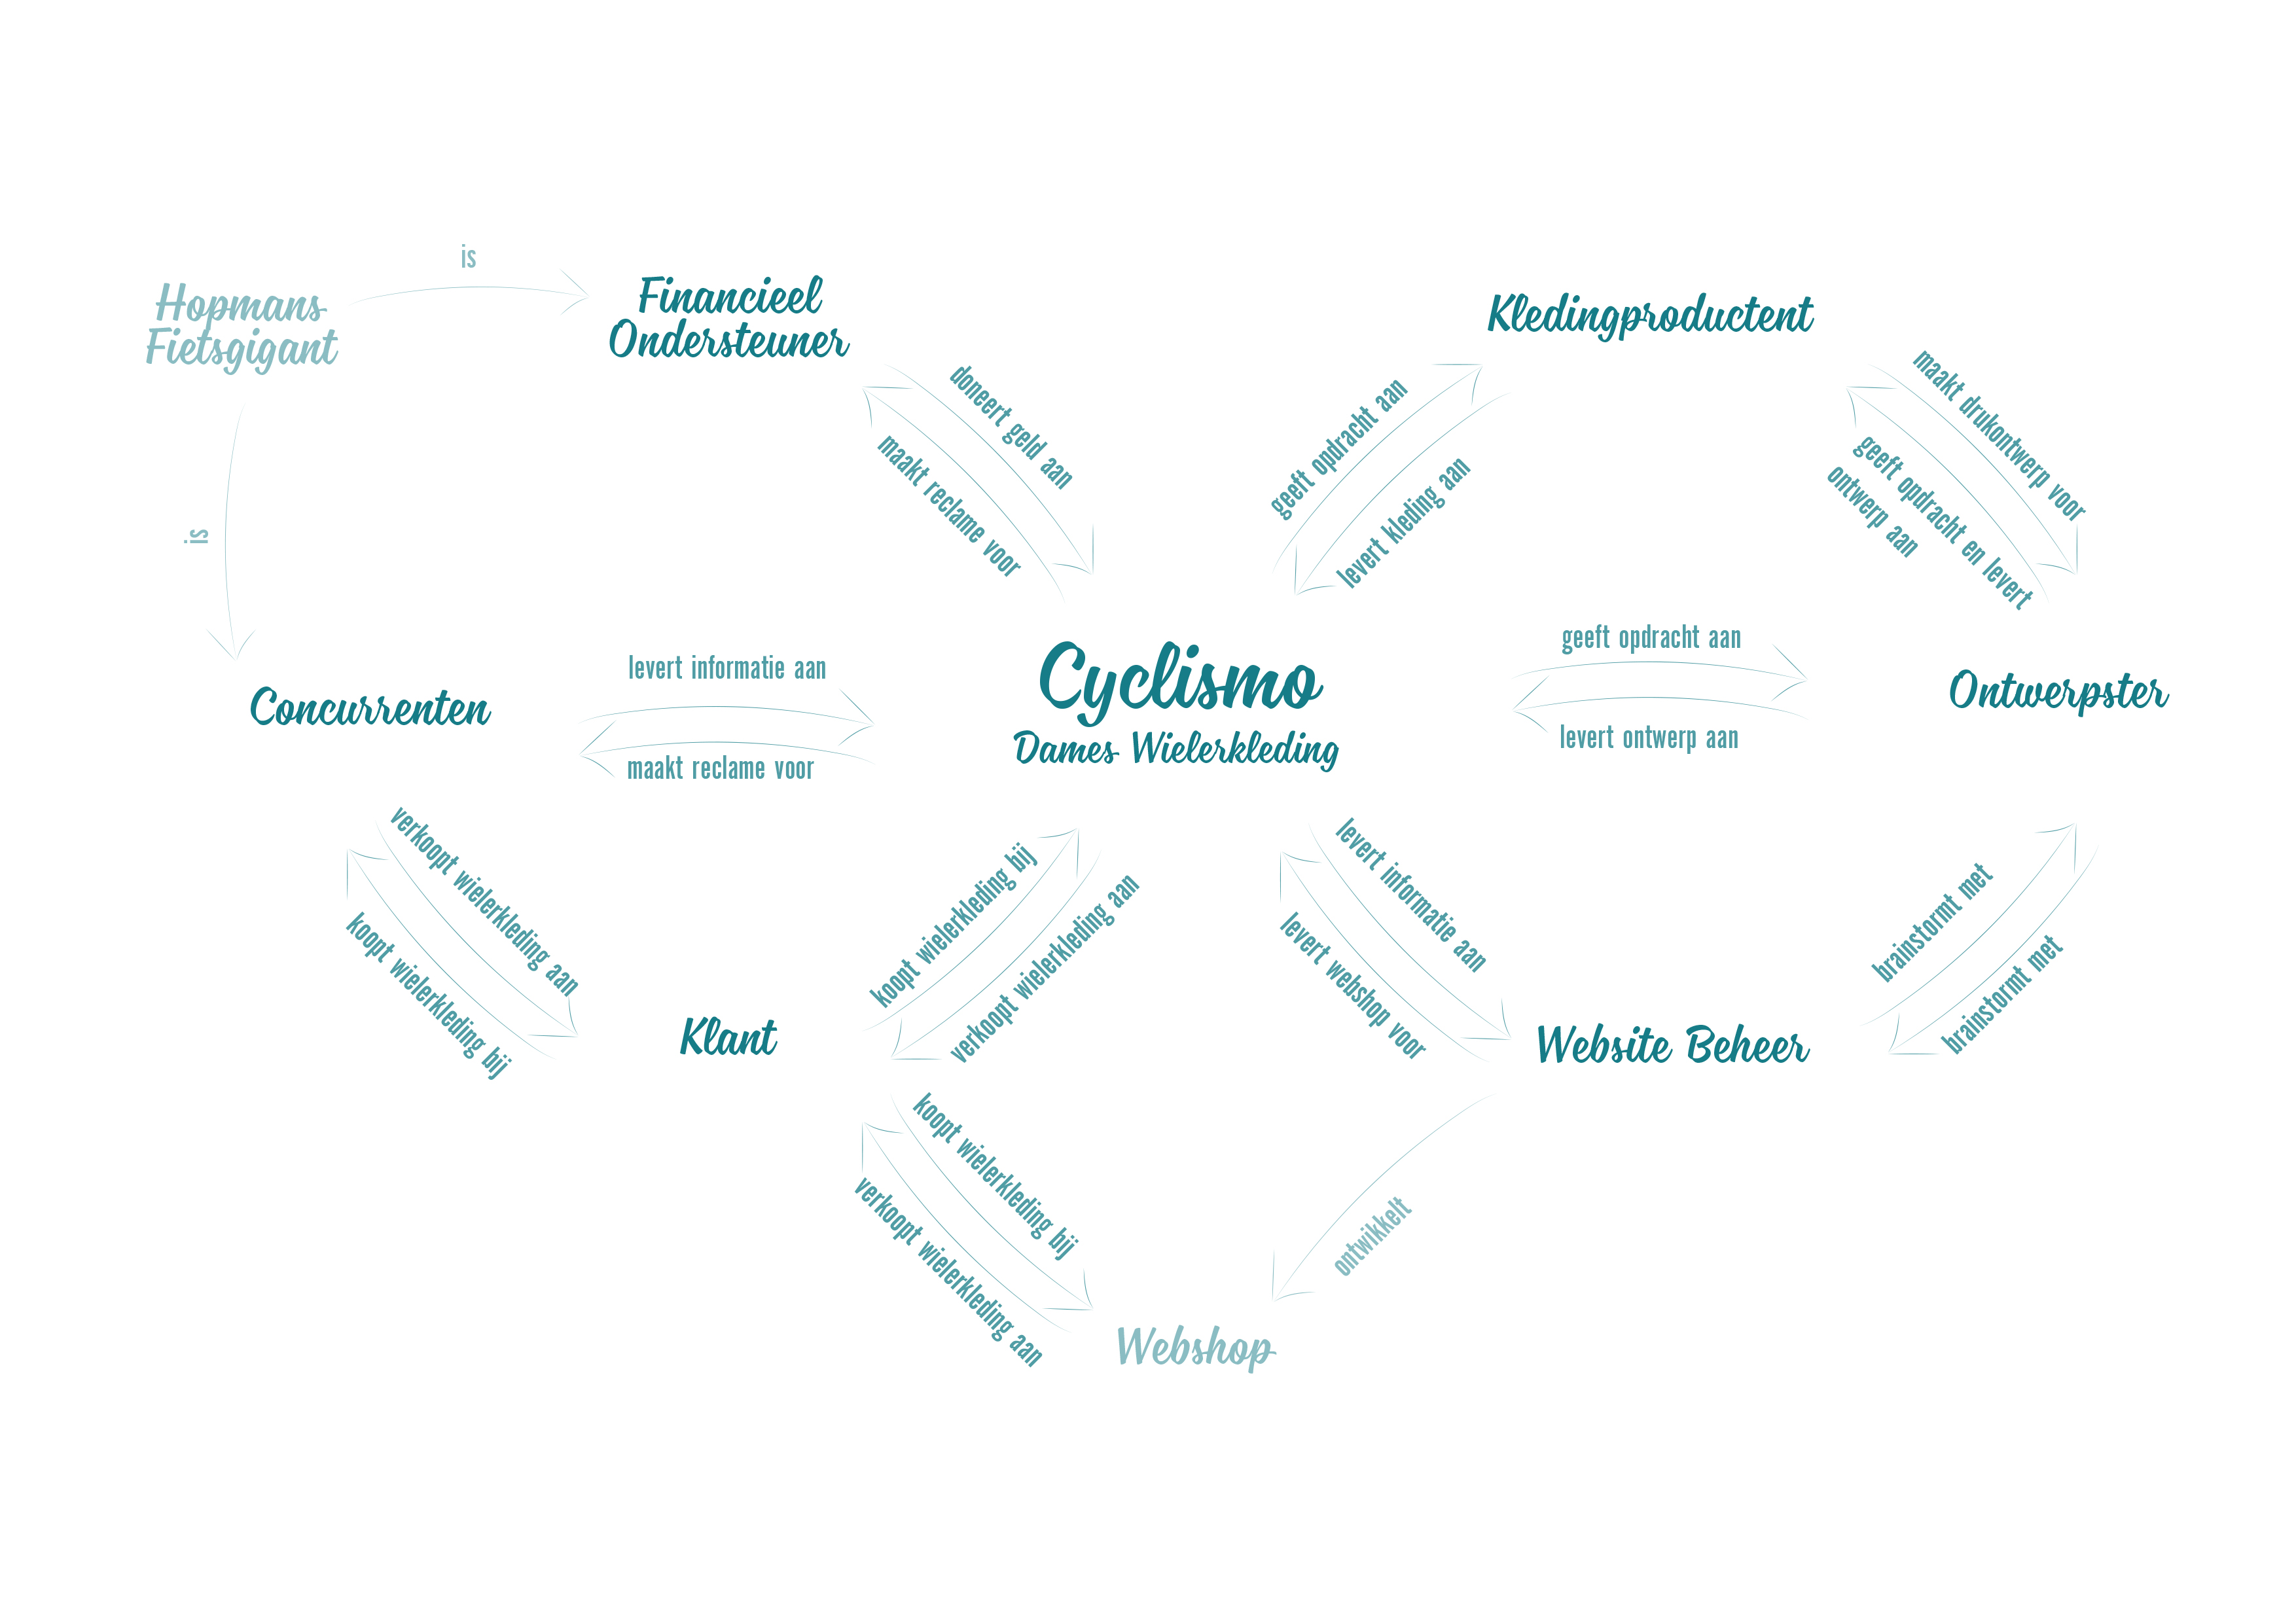 is
Hopmans
Fietsgigant
Financieel
Ondersteuner
Kledingproductent
doneert geld aan
maakt reclame voor
geeft opdracht aan
levert kleding aan
maakt drukontwerp voor
geeft opdracht en levert
ontwerp aan
is
levert informatie aan
maakt reclame voor
Concurrenten
Cyclismo
Dames Wielerkleding
geeft opdracht aan
levert ontwerp aan
Ontwerpster
verkoopt wielerkleding aan
koopt wielerkleding bij
koopt wielerkleding bij
verkoopt wielerkleding aan
levert informatie aan
levert webshop voor
brainstormt met
brainstormt met
Klant
Website Beheer
koopt wielerkleding bij
verkoopt wielerkleding aan
ontwikkelt
Webshop